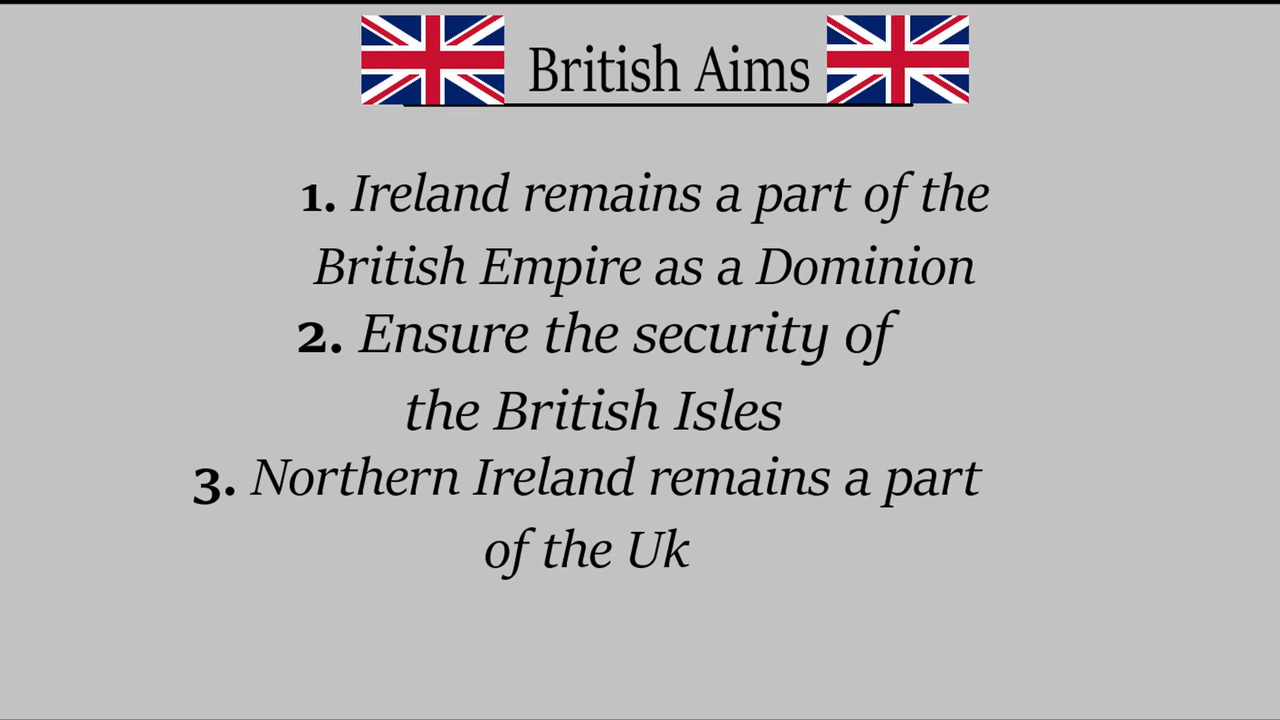 British Aims
1. Ireland remains a part of the
British Empire as a Dominion
2. Ensure the security of
the British Isles
3. Northern Ireland remains a part
of the Uk